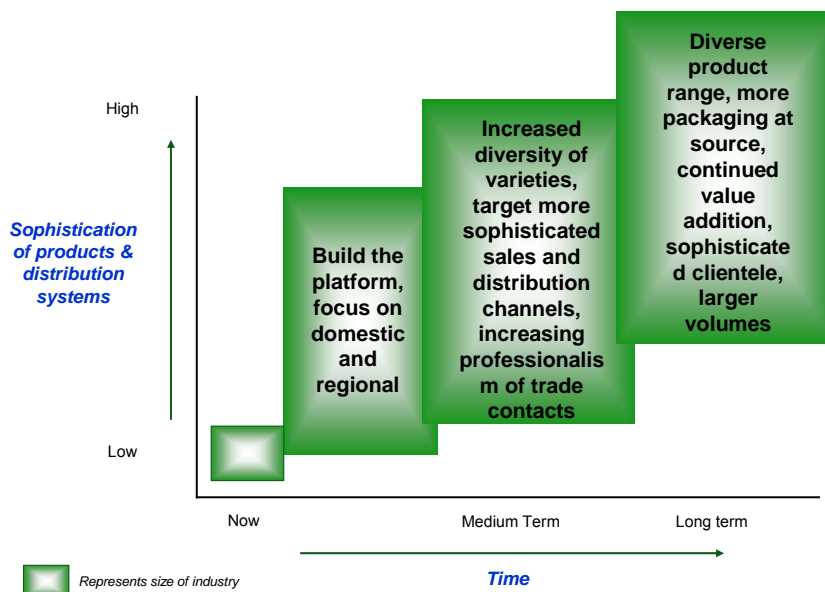 High
Sophistication
of products &
distribution
systems
Low
Build the
platform,
focus on
domestic
and
regional
Increased
diversity of
varieties,
target more
sophisticated
sales and
distribution
channels,
increasing
professionalis
m of trade
contacts
Diverse
product
range, more
packaging at
source,
continued
value
addition,
sophisticate
d clientele,
larger
volumes
Now
Medium Term
Long term
Time
Represents size of industry